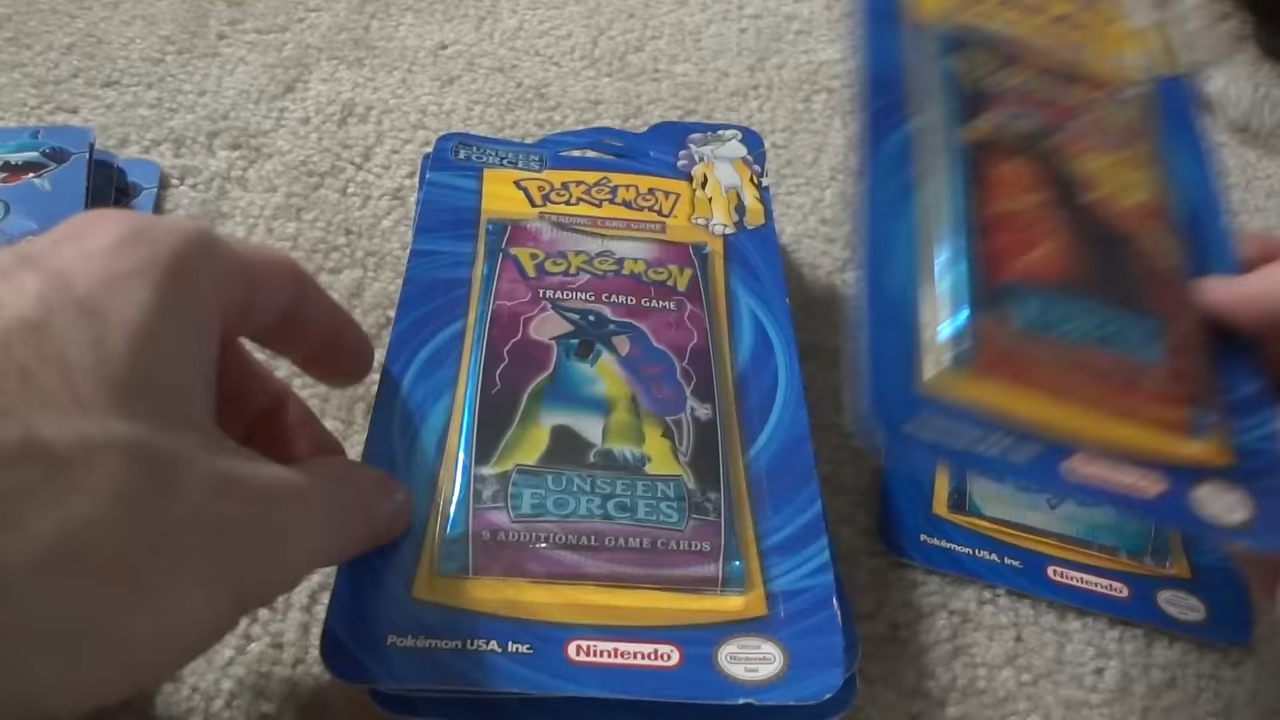 UNSEEN
FORCES
POKéMON
TRADING CARD GAME
POKéMON
TRADING CARD GAME
UNSEEN
FORCES
9 ADDITIONAL GAME CARDS
Pokémon USA, Inc.
Nintendo
Nintendo
Pokémon USA, Inc.
Nintendo